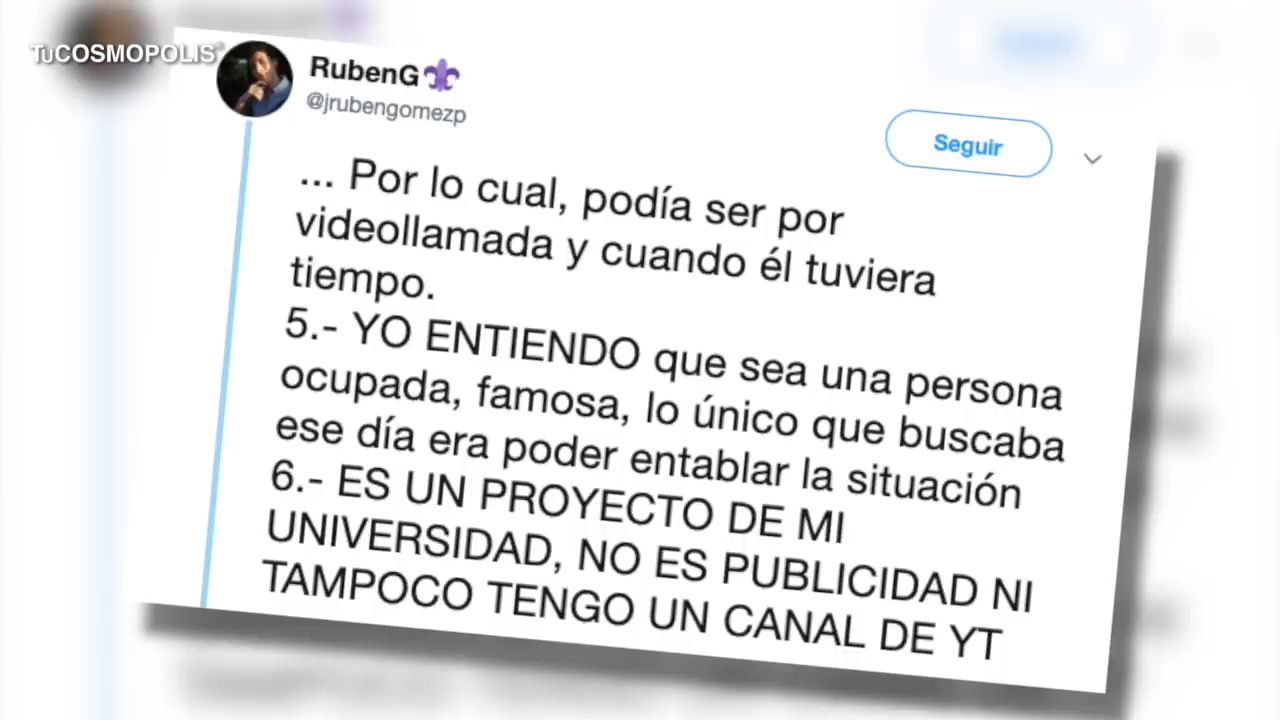 TuCOSMOPOLIS
RubenG
@jrubengomezp
Seguir
... Por lo cual, podía ser por
videollamada y cuando él tuviera
tiempo.
5.- YO ENTIENDO que sea una persona
ocupada, famosa, lo único que buscaba
ese día era poder entablar la situación
6.- ES UN PROYECTO DE MI
UNIVERSIDAD, NO ES PUBLICIDAD NI
TAMPOCO TENGO UN CANAL DE YT